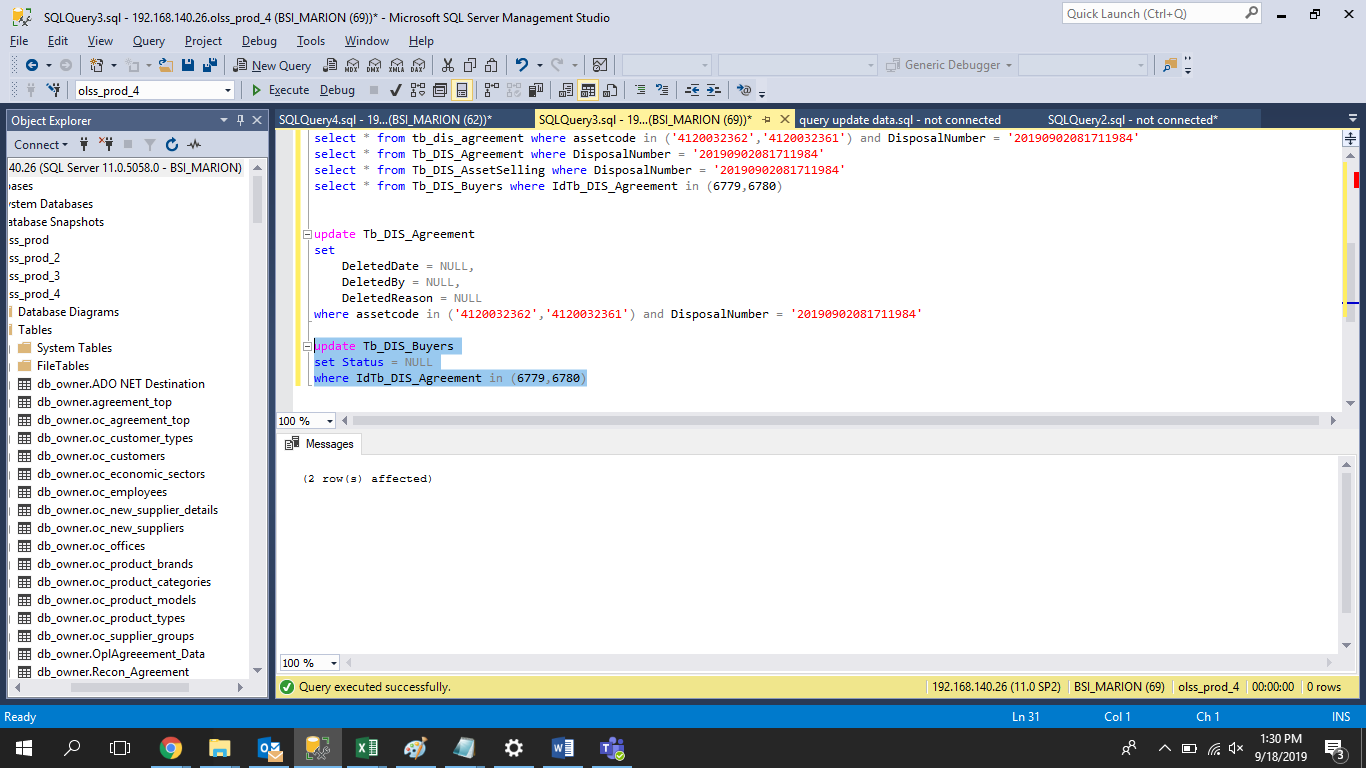 SQLQuery3.sql - 192.168.140.26.olss_prod_4 (BSI_MARION (69))* - Microsoft SQL Server Management Studio
Quick Launch (Ctrl+Q)
File Edit View Query Project Debug Tools Window Help
New Query MDX DMX XMLA DAX Generic Debugger
olss_prod_4 Execute Debug
Object Explorer
SQLQuery4.sql - 19...(BSI_MARION (62))* SQLQuery3.sql - 19...(BSI_MARION (69))* query update data.sql - not connected SQLQuery2.sql - not connected*
Connect
40.26 (SQL Server 11.0.5058.0 - BSI_MARION)
bases
ystem Databases
atabase Snapshots
ss_prod
ss_prod_2
ss_prod_3
ss_prod_4
Database Diagrams
Tables
System Tables
FileTables
db_owner.ADO NET Destination
db_owner.agreement_top
db_owner.oc_agreement_top
db_owner.oc_customer_types
db_owner.oc_customers
db_owner.oc_economic_sectors
db_owner.oc_employees
db_owner.oc_new_supplier_details
db_owner.oc_new_suppliers
db_owner.oc_offices
db_owner.oc_product_brands
db_owner.oc_product_categories
db_owner.oc_product_models
db_owner.oc_product_types
db_owner.oc_supplier_groups
db_owner.OplAgreeement_Data
db_owner.Recon_Agreement
select * from tb_dis_agreement where assetcode in ('4120032362','4120032361') and DisposalNumber = '20190902081711984'
select * from Tb_DIS_Agreement where DisposalNumber = '20190902081711984'
select * from Tb_DIS_AssetSelling where DisposalNumber = '20190902081711984'
select * from Tb_DIS_Buyers where IdTb_DIS_Agreement in (6779,6780)
update Tb_DIS_Agreement
set
DeletedDate = NULL,
DeletedBy = NULL,
DeletedReason = NULL
where assetcode in ('4120032362','4120032361') and DisposalNumber = '20190902081711984'
update Tb_DIS_Buyers
set Status = NULL
where IdTb_DIS_Agreement in (6779,6780)
100 %
Messages
(2 row(s) affected)
100 %
Query executed successfully. 192.168.140.26 (11.0 SP2) BSI_MARION (69) olss_prod_4 00:00:00 0 rows
Ready Ln 31 Col 1 Ch 1 INS
1:30 PM
9/18/2019
3